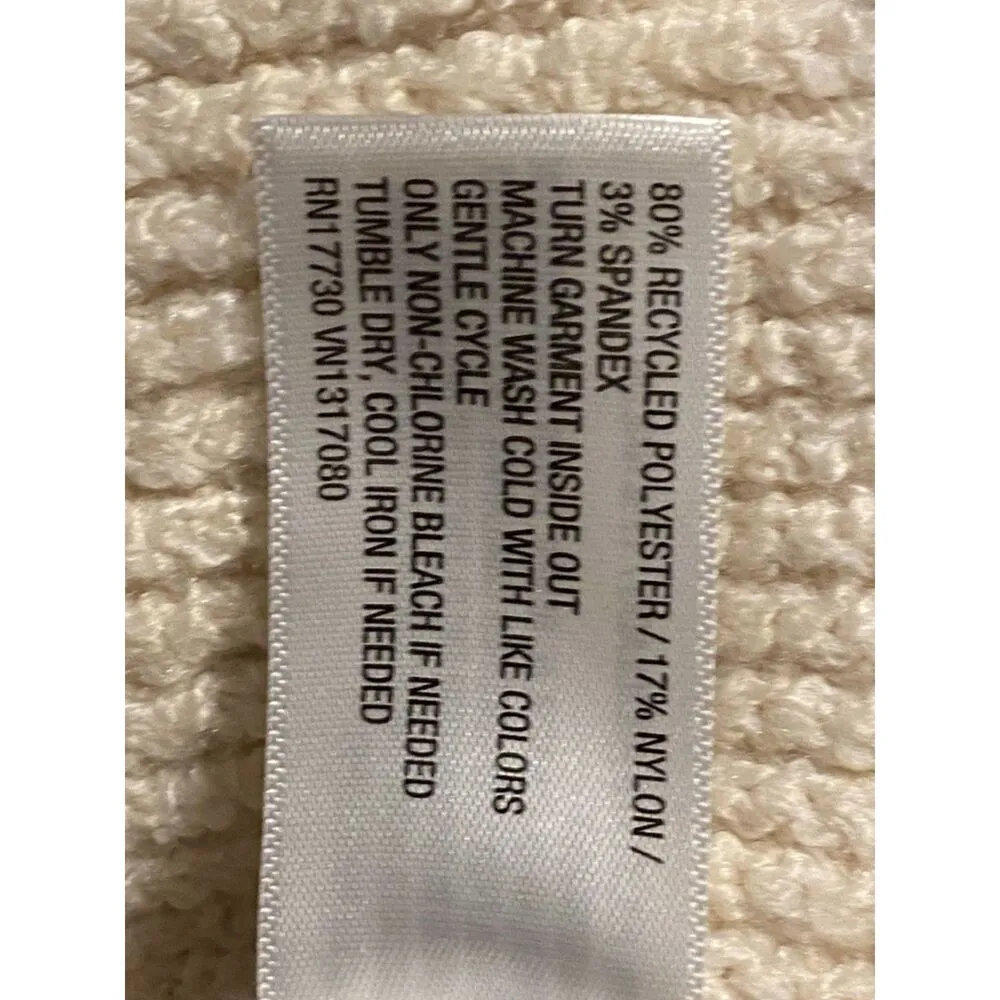 80% RECYCLED POLYESTER / 17% NYLON /
3% SPANDEX
TURN GARMENT INSIDE OUT
MACHINE WASH COLD WITH LIKE COLORS
GENTLE CYCLE
ONLY NON-CHLORINE BLEACH IF NEEDED
TUMBLE DRY, COOL IRON IF NEEDED
RN17730 VN1317080